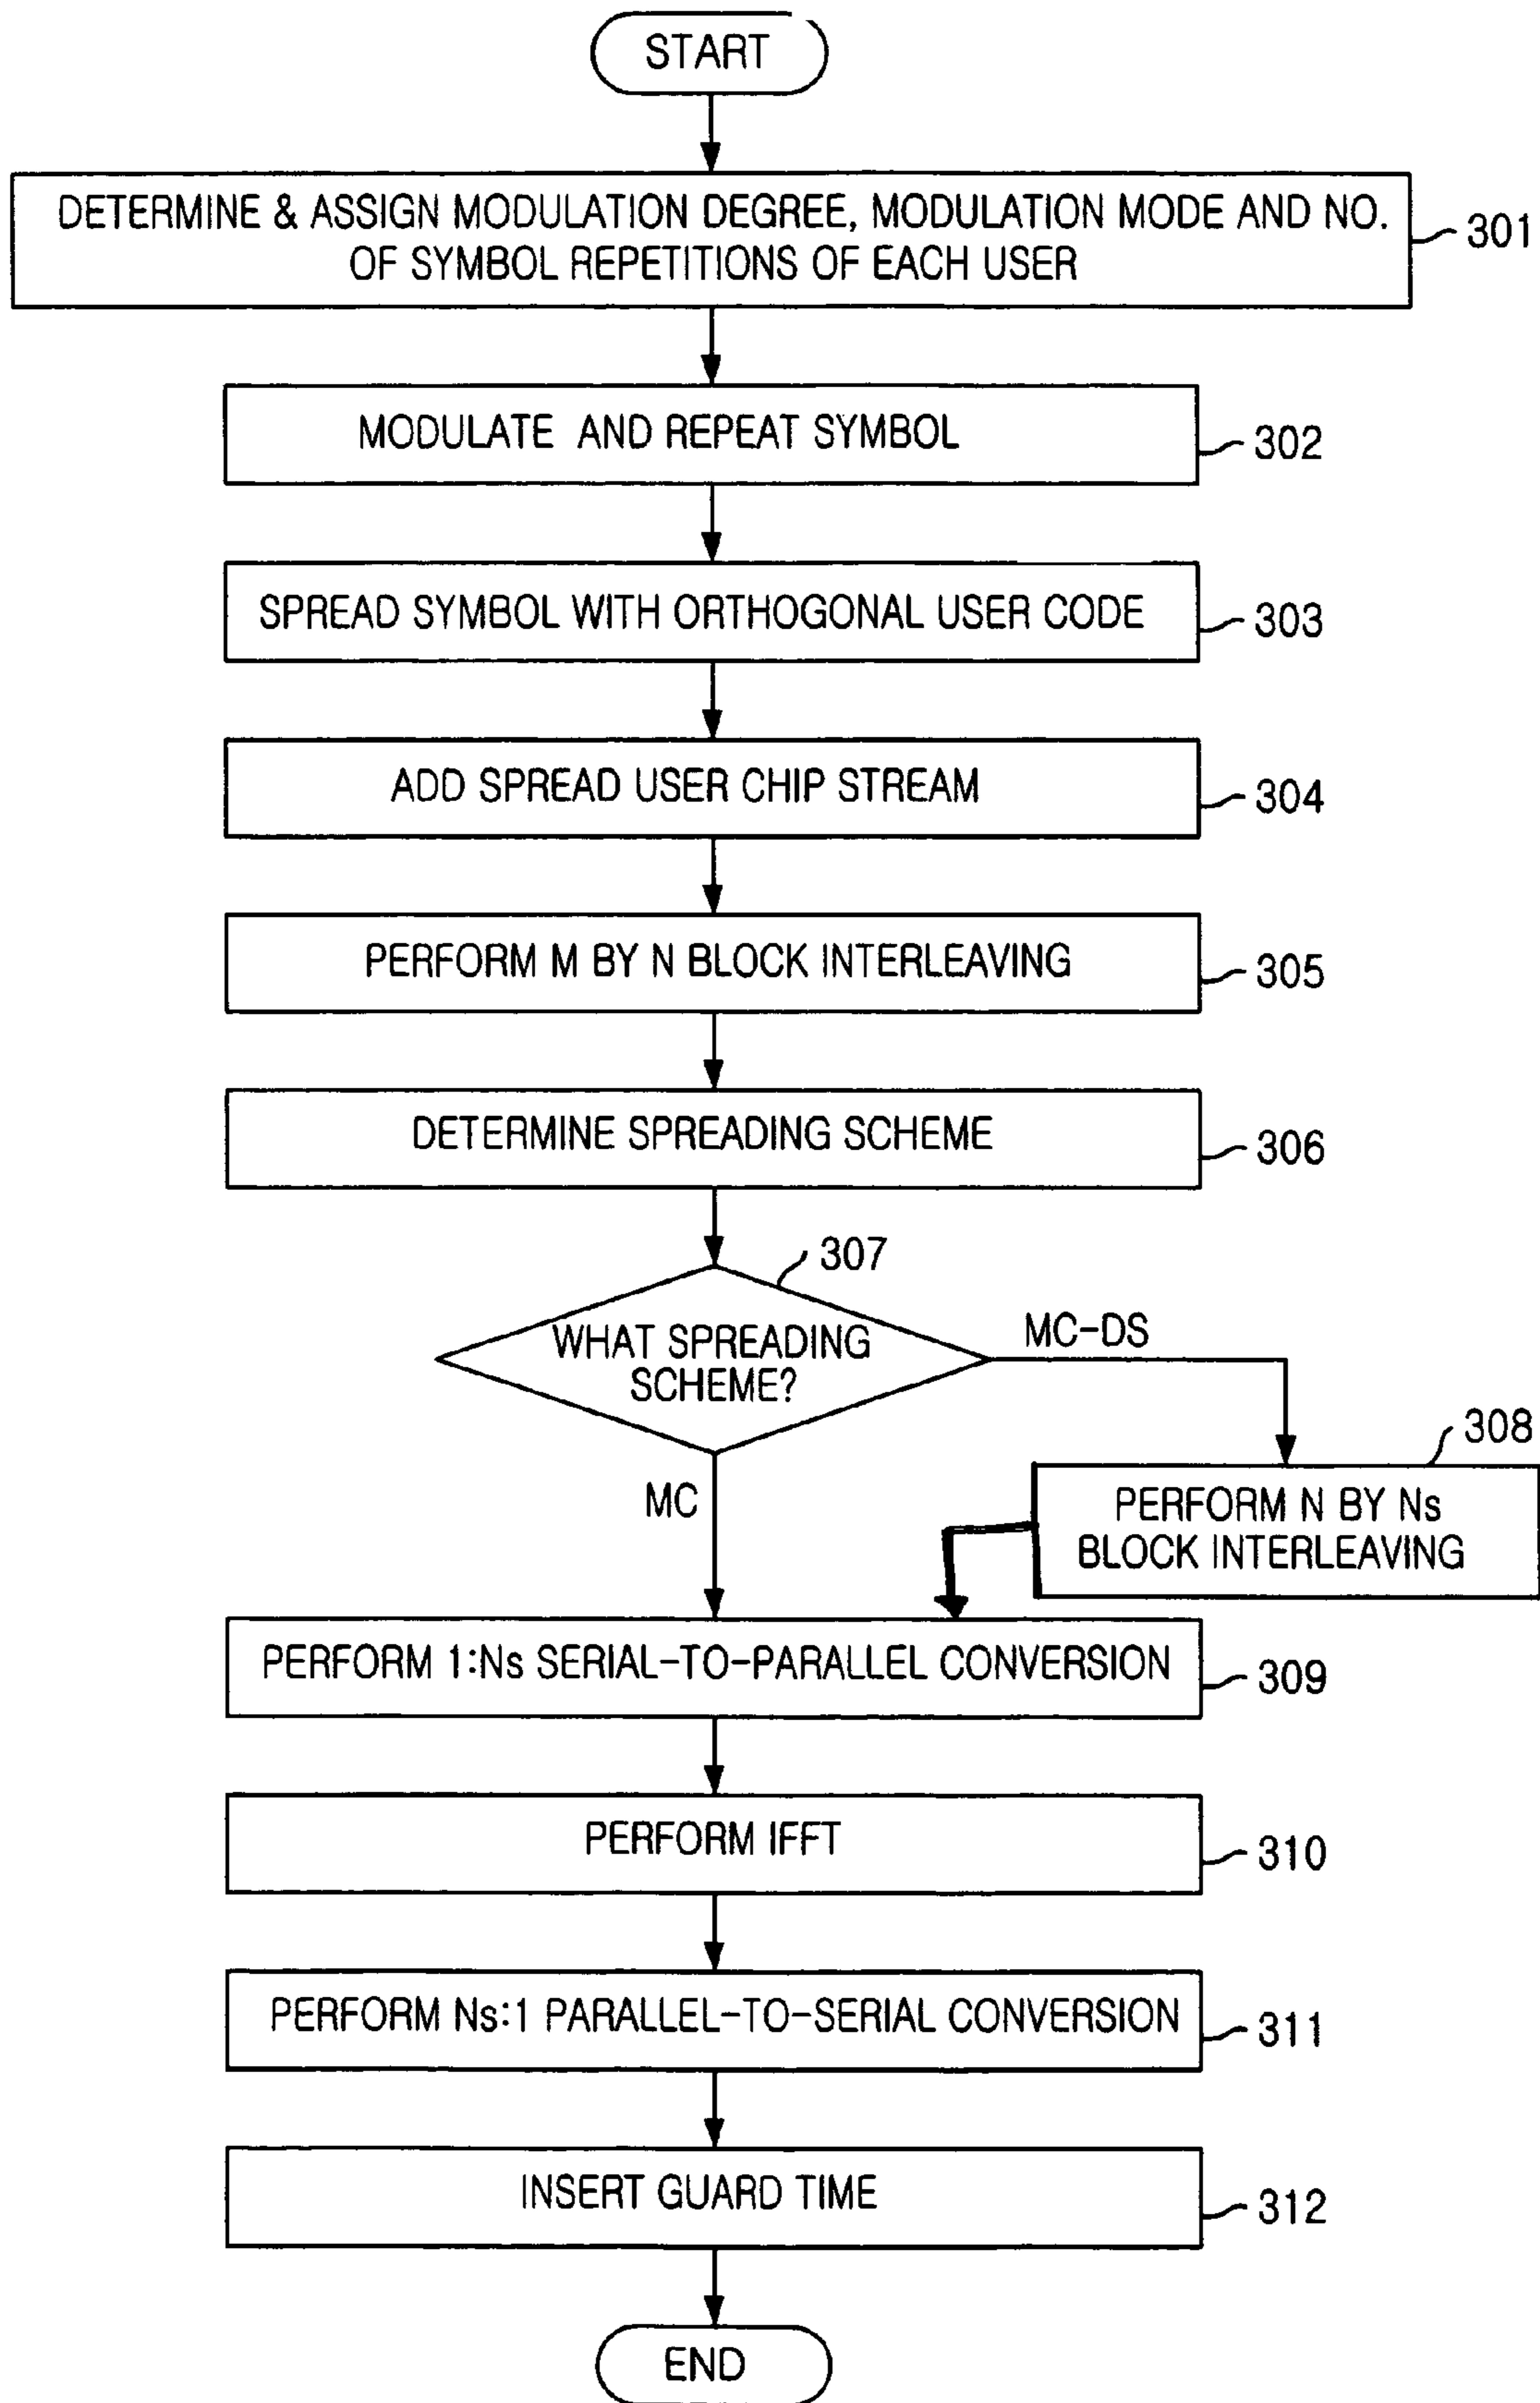 START
DETERMINE & ASSIGN MODULATION DEGREE, MODULATION MODE AND NO.
OF SYMBOL REPETITIONS OF EACH USER
301
MODULATE AND REPEAT SYMBOL
302
SPREAD SYMBOL WITH ORTHOGONAL USER CODE
303
ADD SPREAD USER CHIP STREAM
304
PERFORM M BY N BLOCK INTERLEAVING
305
DETERMINE SPREADING SCHEME
306
307
WHAT SPREADING
SCHEME?
MC-DS
MC
308
PERFORM N BY Ns
BLOCK INTERLEAVING
PERFORM 1:Ns SERIAL-TO-PARALLEL CONVERSION
309
PERFORM IFFT
310
PERFORM Ns:1 PARALLEL-TO-SERIAL CONVERSION
311
INSERT GUARD TIME
312
END